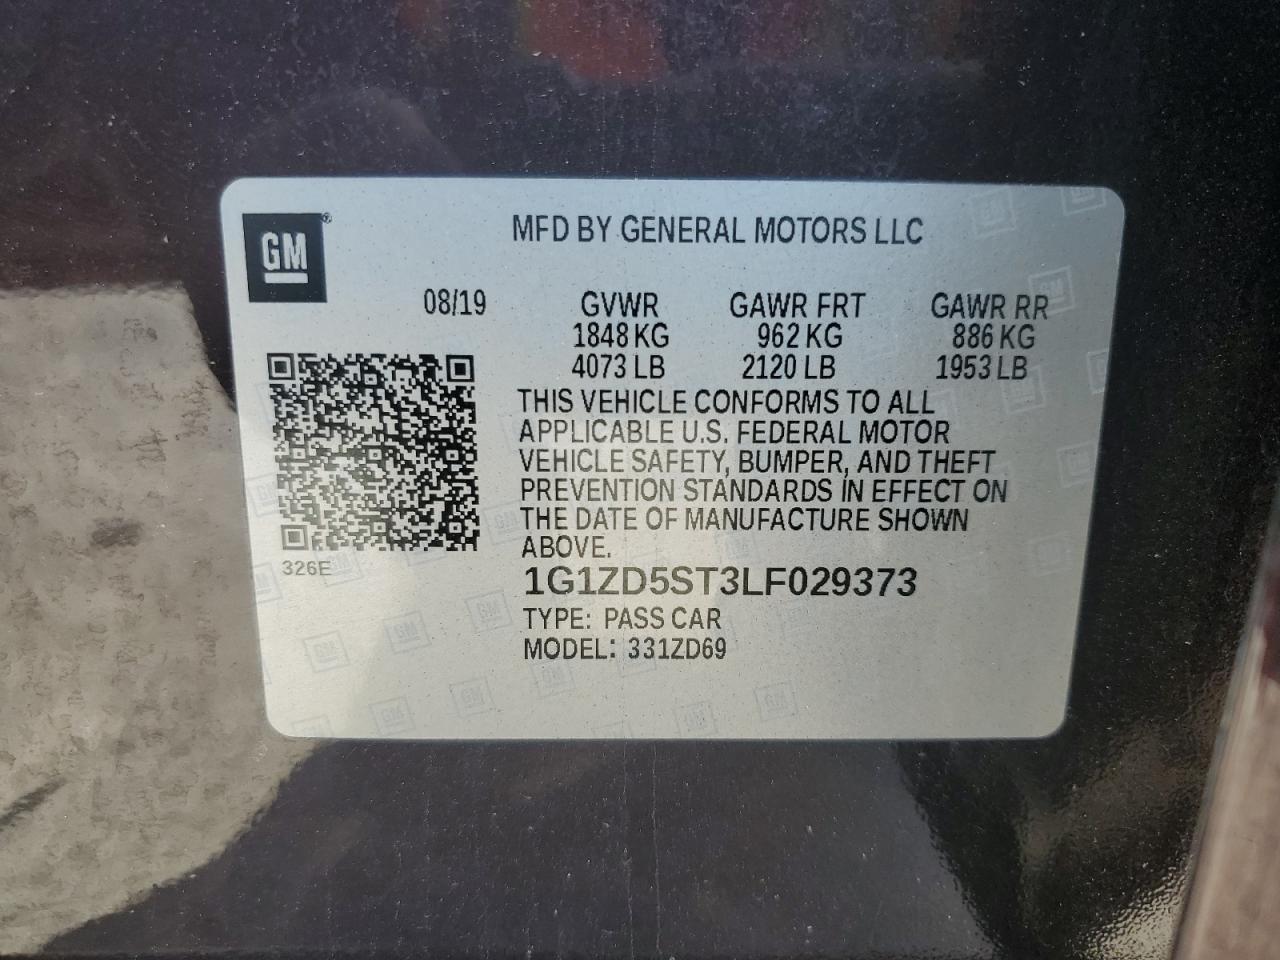 GM®
MFD BY GENERAL MOTORS LLC
08/19 GVWR GAWR FRT GAWR RR
1848 KG 962 KG 886 KG
4073 LB 2120 LB 1953 LB
THIS VEHICLE CONFORMS TO ALL
APPLICABLE U.S. FEDERAL MOTOR
VEHICLE SAFETY, BUMPER, AND THEFT
PREVENTION STANDARDS IN EFFECT ON
THE DATE OF MANUFACTURE SHOWN
ABOVE.
326E
1G1ZD5ST3LF029373
TYPE: PASS CAR
MODEL: 331ZD69